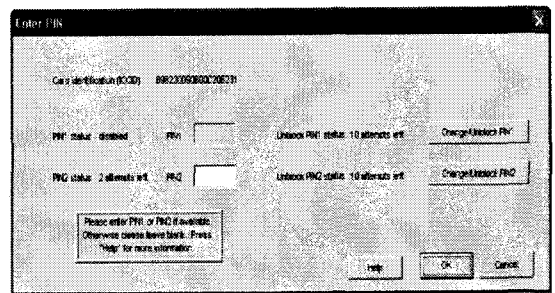 Enter PIN
Card identification (ICCID)
PIN1 status disabled PIN1 Unblock PIN1 status 10 attempts left Change/Unblock PIN1
PIN2 status 2 attempts left PIN2 Unblock PIN2 status 10 attempts left Change/Unblock PIN2
Please enter PIN1 or PIN2 if available.
Otherwise please leave blank. Press
"Help" for more information.
Help OK Cancel